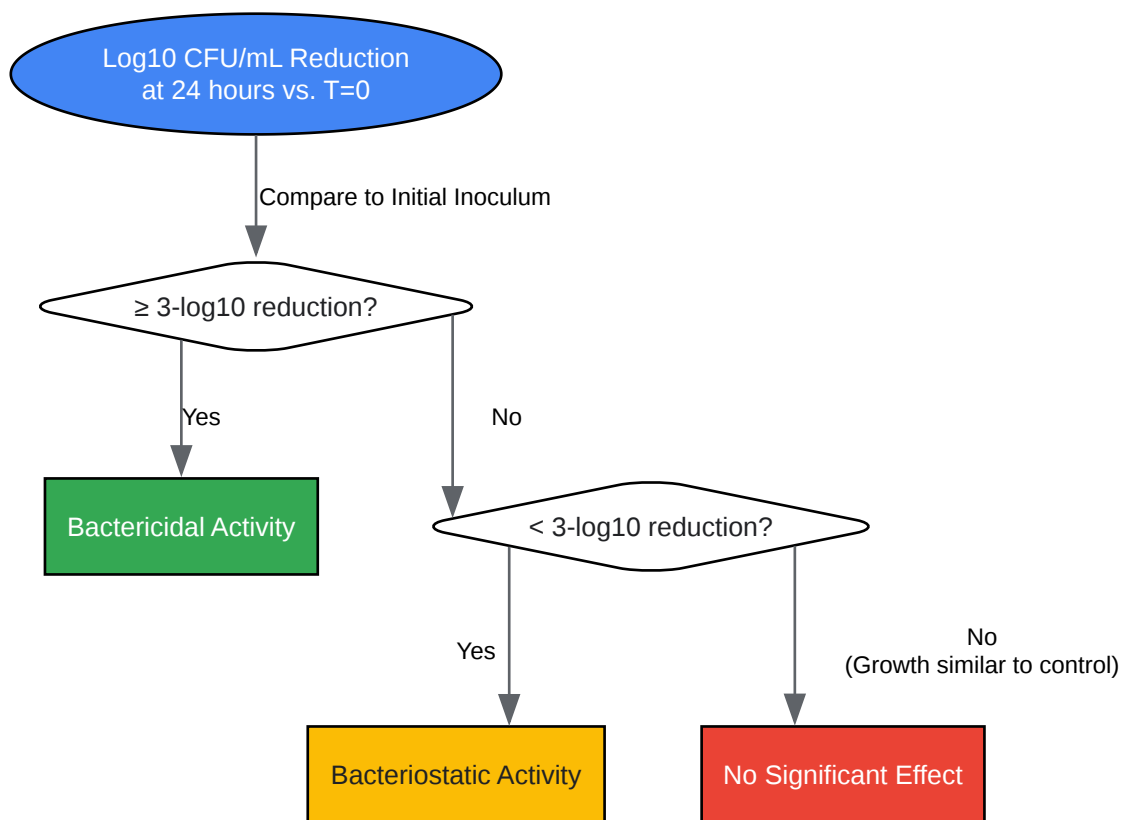 Log10 CFU/mL Reduction
at 24 hours vs. T=0
Compare to Initial Inoculum
≥ 3-log10 reduction?
Yes
No
Bactericidal Activity
< 3-log10 reduction?
Yes
No
(Growth similar to control)
Bacteriostatic Activity
No Significant Effect